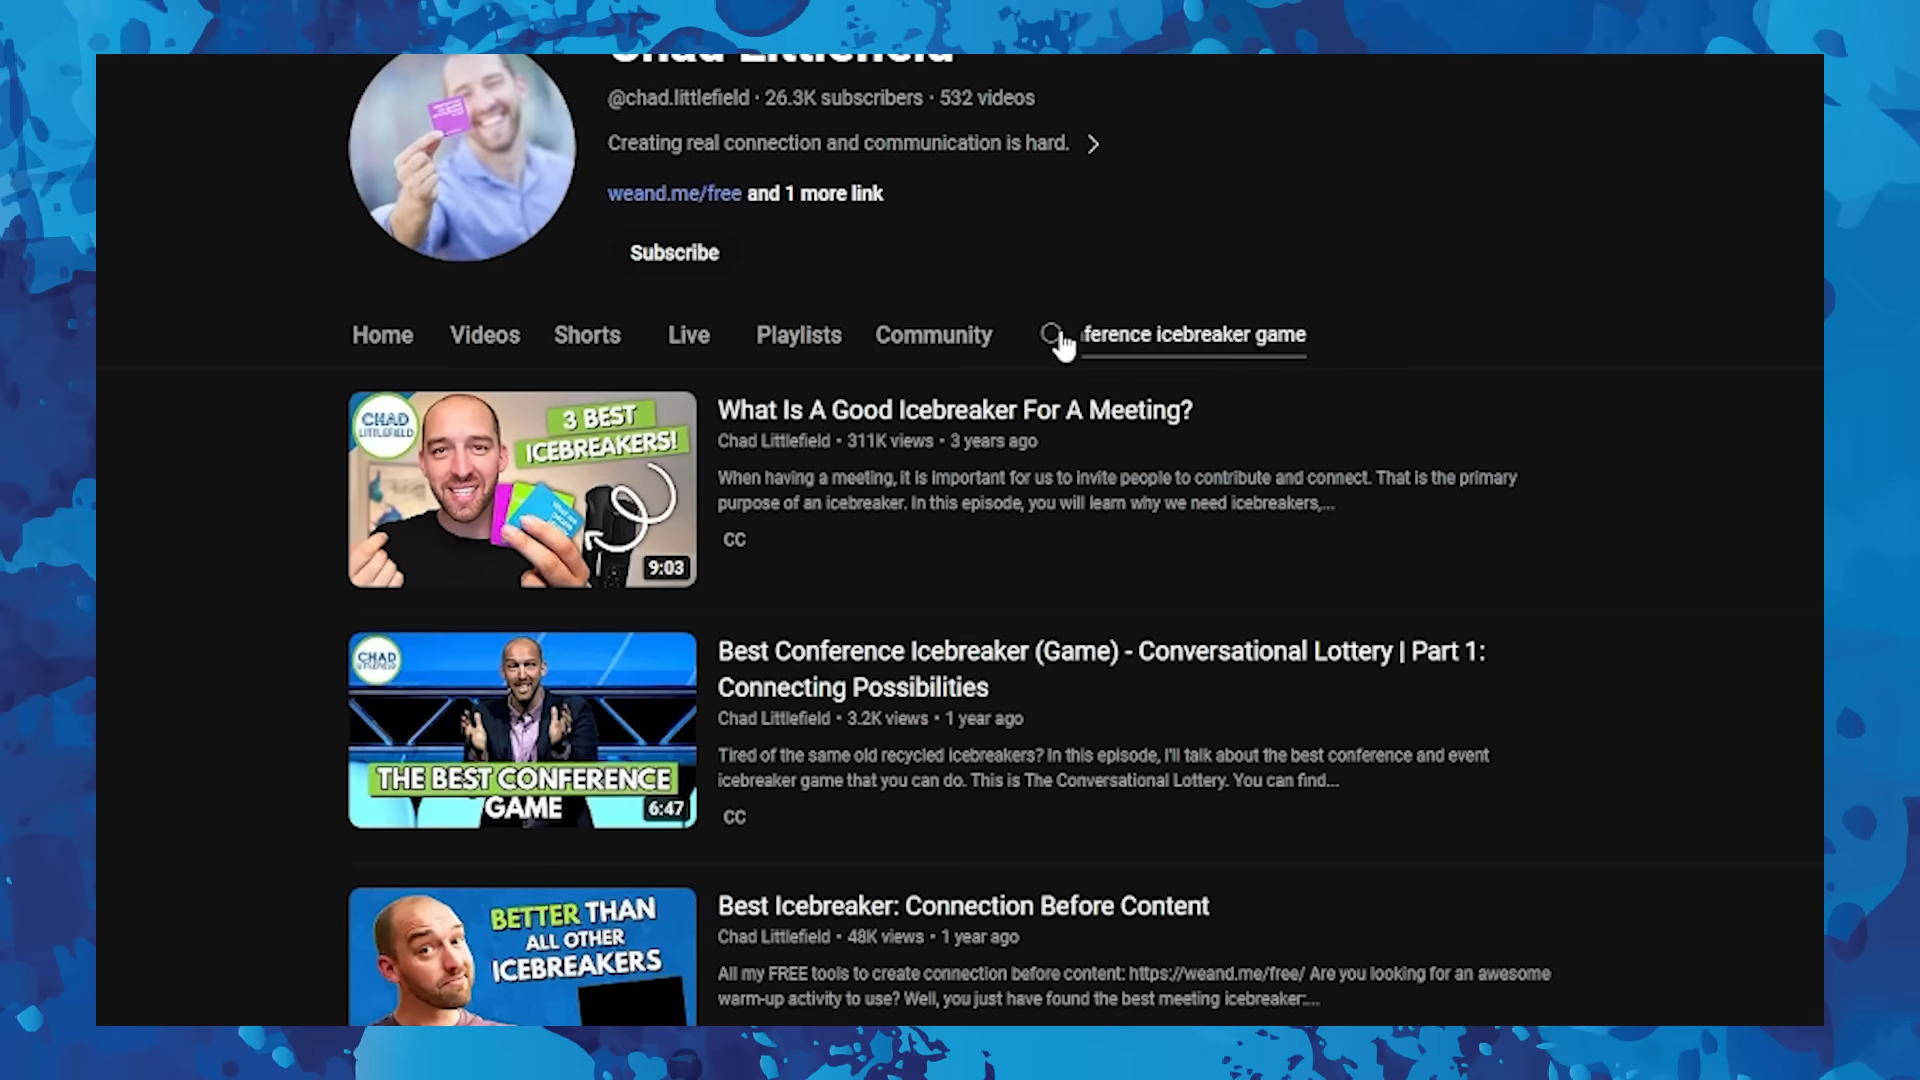 Chad Littlefield
@chad.littlefield · 26.3K subscribers · 532 videos
Creating real connection and communication is hard.
weand.me/free and 1 more link
Subscribe
Home Videos Shorts Live Playlists Community ference icebreaker game
CHAD
LITTLEFIELD
3 BEST
ICEBREAKERS!
9:03
What Is A Good Icebreaker For A Meeting?
Chad Littlefield • 311K views • 3 years ago
When having a meeting, it is important for us to invite people to contribute and connect. That is the primary
purpose of an icebreaker. In this episode, you will learn why we need icebreakers,...
CC
CHAD
LITTLEFIELD
THE BEST CONFERENCE
GAME
6:47
Best Conference Icebreaker (Game) - Conversational Lottery | Part 1:
Connecting Possibilities
Chad Littlefield • 3.2K views • 1 year ago
Tired of the same old recycled icebreakers? In this episode, I'll talk about the best conference and event
icebreaker game that you can do. This is The Conversational Lottery. You can find...
CC
BETTER THAN
ALL OTHER
ICEBREAKERS
Best Icebreaker: Connection Before Content
Chad Littlefield • 48K views • 1 year ago
All my FREE tools to create connection before content: https://weand.me/free/ Are you looking for an awesome
warm-up activity to use? Well, you just have found the best meeting icebreaker:...